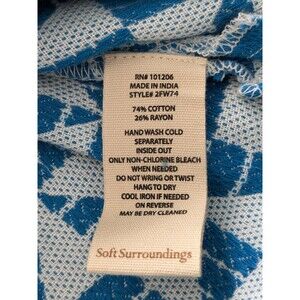 RN# 101206
MADE IN INDIA
STYLE# 2FW74
74% COTTON
26% RAYON
HAND WASH COLD
SEPARATELY
INSIDE OUT
ONLY NON-CHLORINE BLEACH
WHEN NEEDED
DO NOT WRING OR TWIST
HANG TO DRY
COOL IRON IF NEEDED
ON REVERSE
MAY BE DRY CLEANED
Soft Surroundings